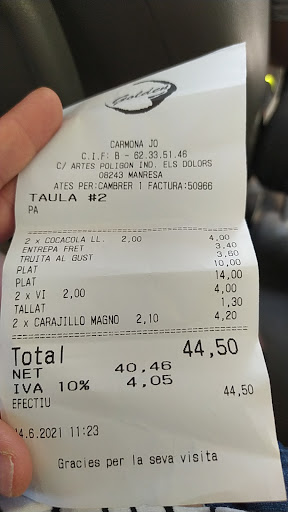 Golden
CARMONA JO
C.I.F: B - 62.33.51.46
C/ ARTES POLIGON IND. ELS DOLORS
08243 MANRESA
ATES PER:CAMBRER 1 FACTURA:50966
TAULA #2
PA
2 x COCACOLA LL. 2,00 4,00
ENTREPA FRET 3,40
TRUITA AL GUST 3,60
PLAT 10,00
PLAT 14,00
2 x VI 2,00 4,00
TALLAT 1,30
2 x CARAJILLO MAGNO 2,10 4,20
Total 44,50
NET 40,46
IVA 10% 4,05
EFECTIU 44,50
14.6.2021 11:23
Gracies per la seva visita